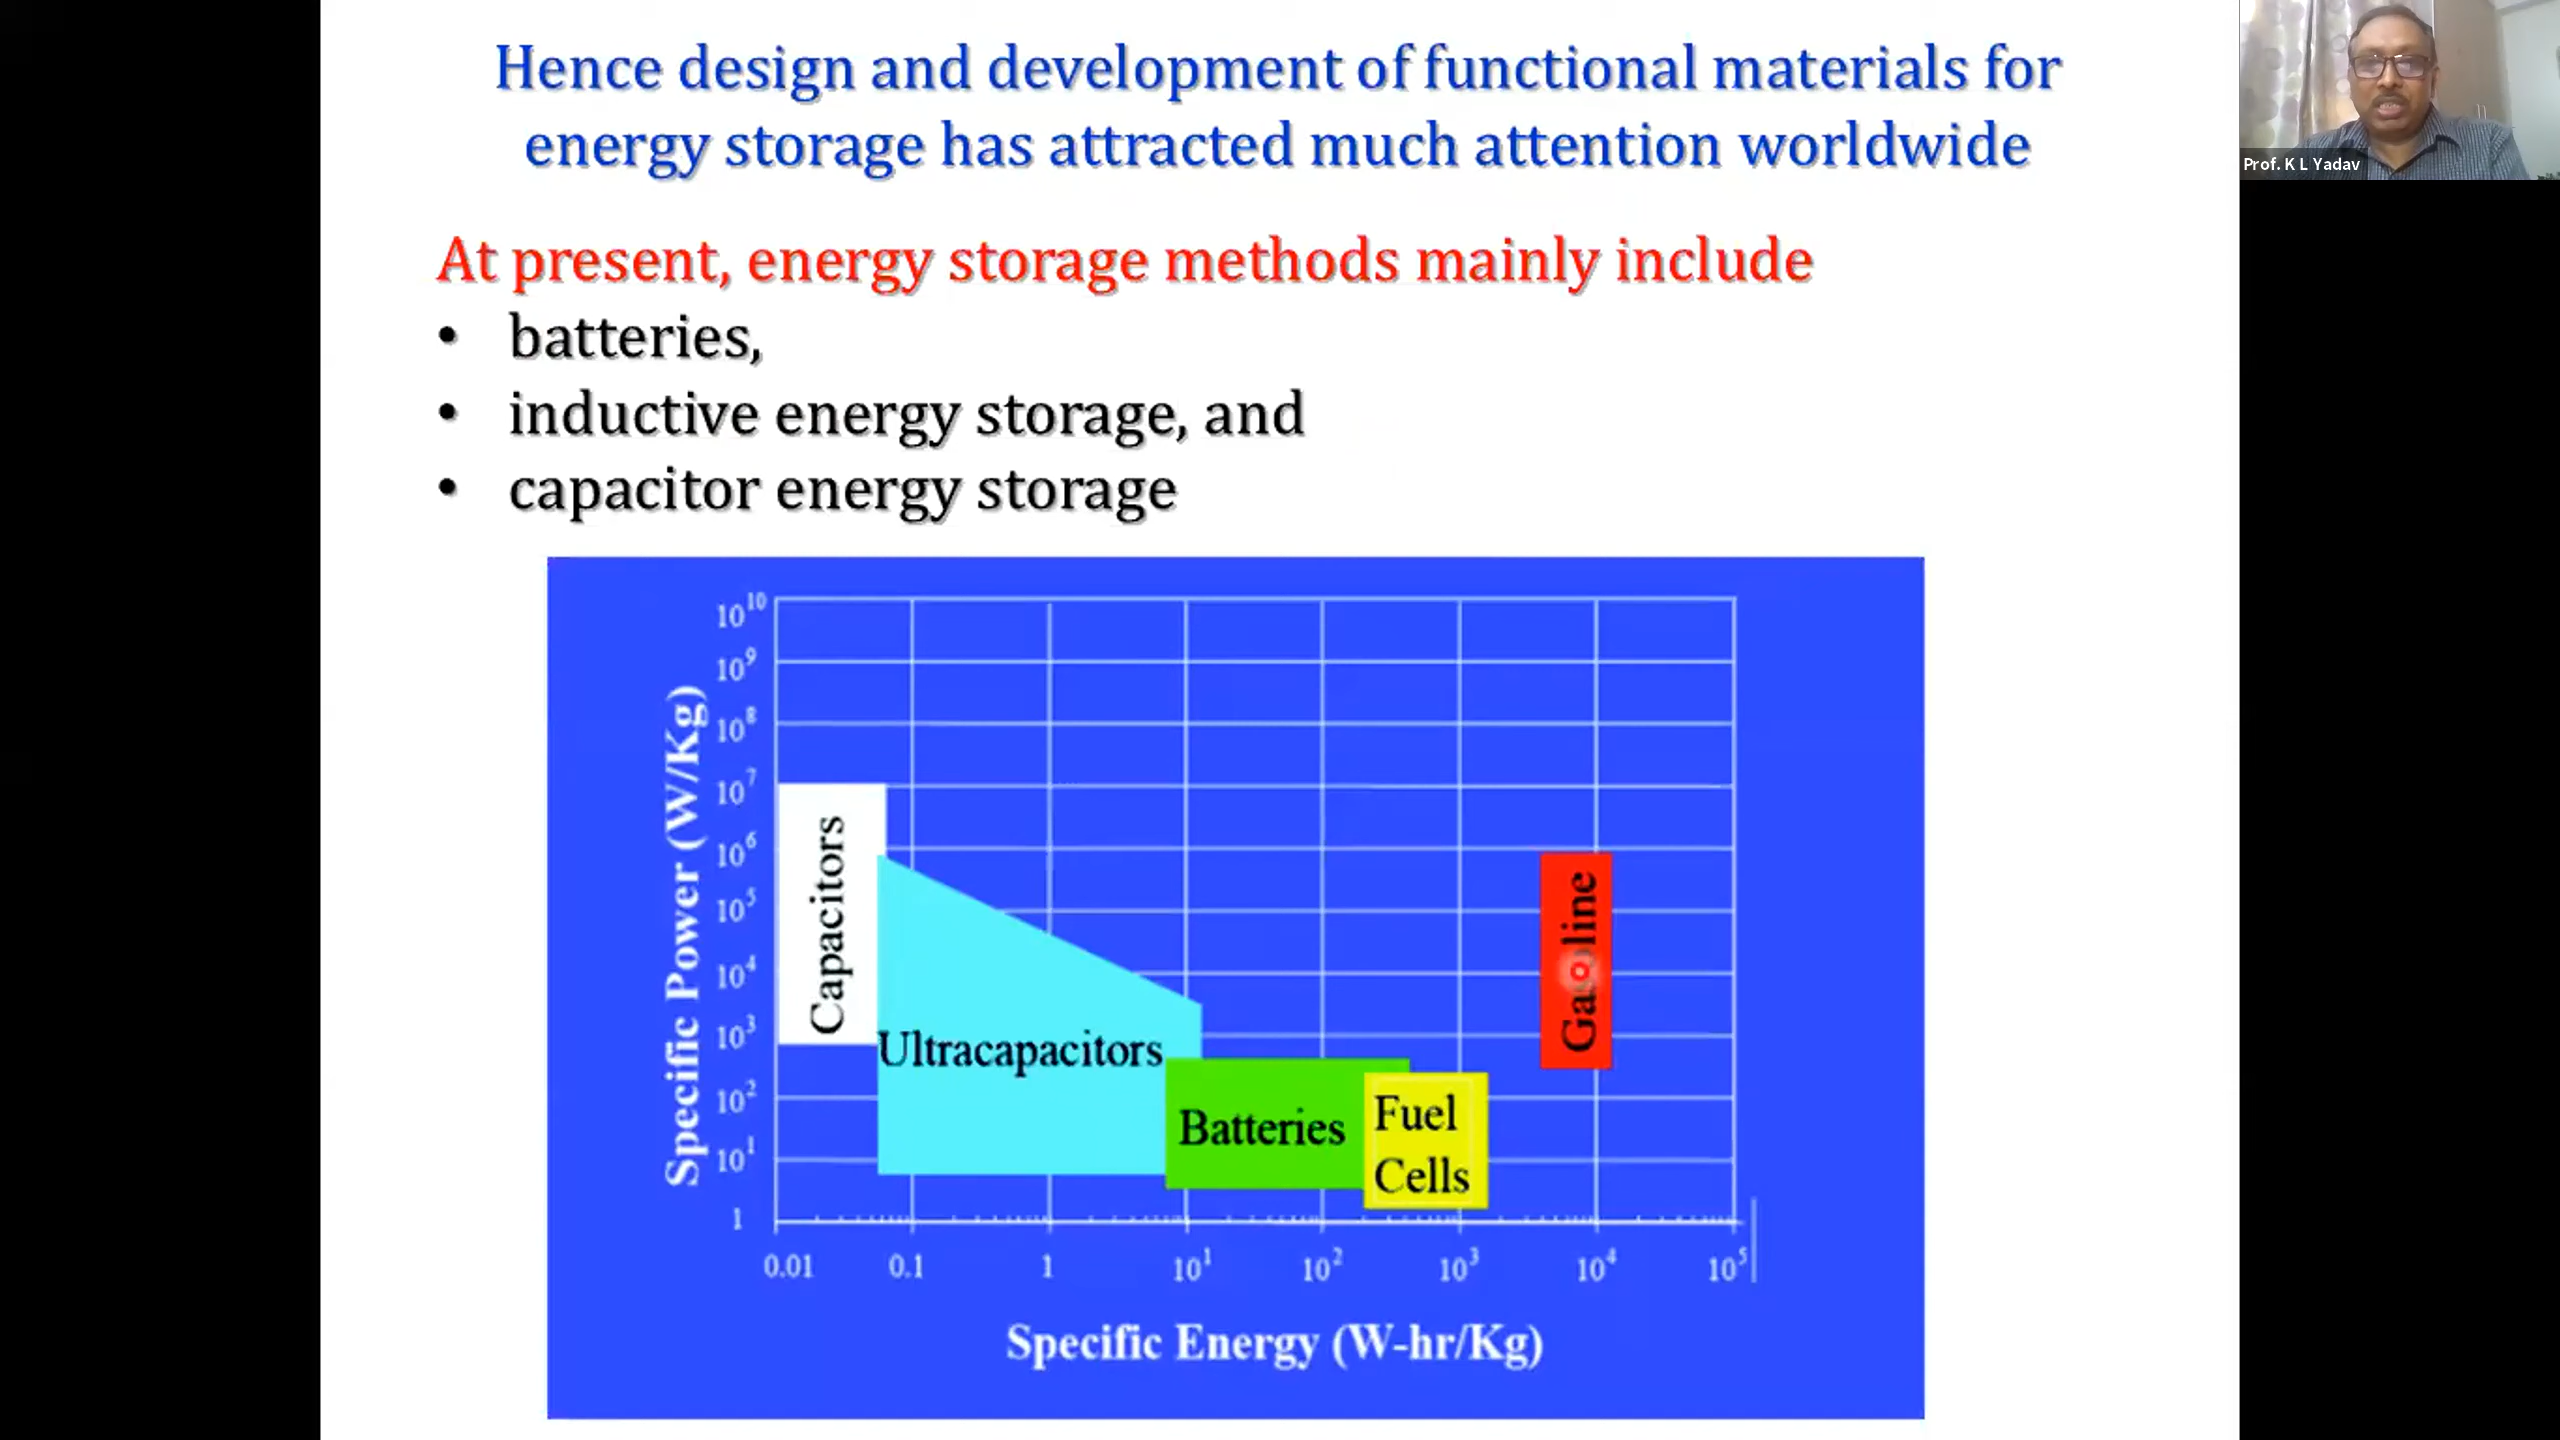 Hence design and development of functional materials for
energy storage has attracted much attention worldwide
Prof. K L Yadav
At present, energy storage methods mainly include
• batteries,
• inductive energy storage, and
• capacitor energy storage
Specific Power (W/Kg)
10¹⁰
10⁹
10⁸
10⁷
10⁶
10⁵
10⁴
10³
10²
10¹
1
Capacitors
Ultracapacitors
Batteries
Fuel
Cells
Gasoline
0.01 0.1 1 10¹ 10² 10³ 10⁴ 10⁵
Specific Energy (W-hr/Kg)